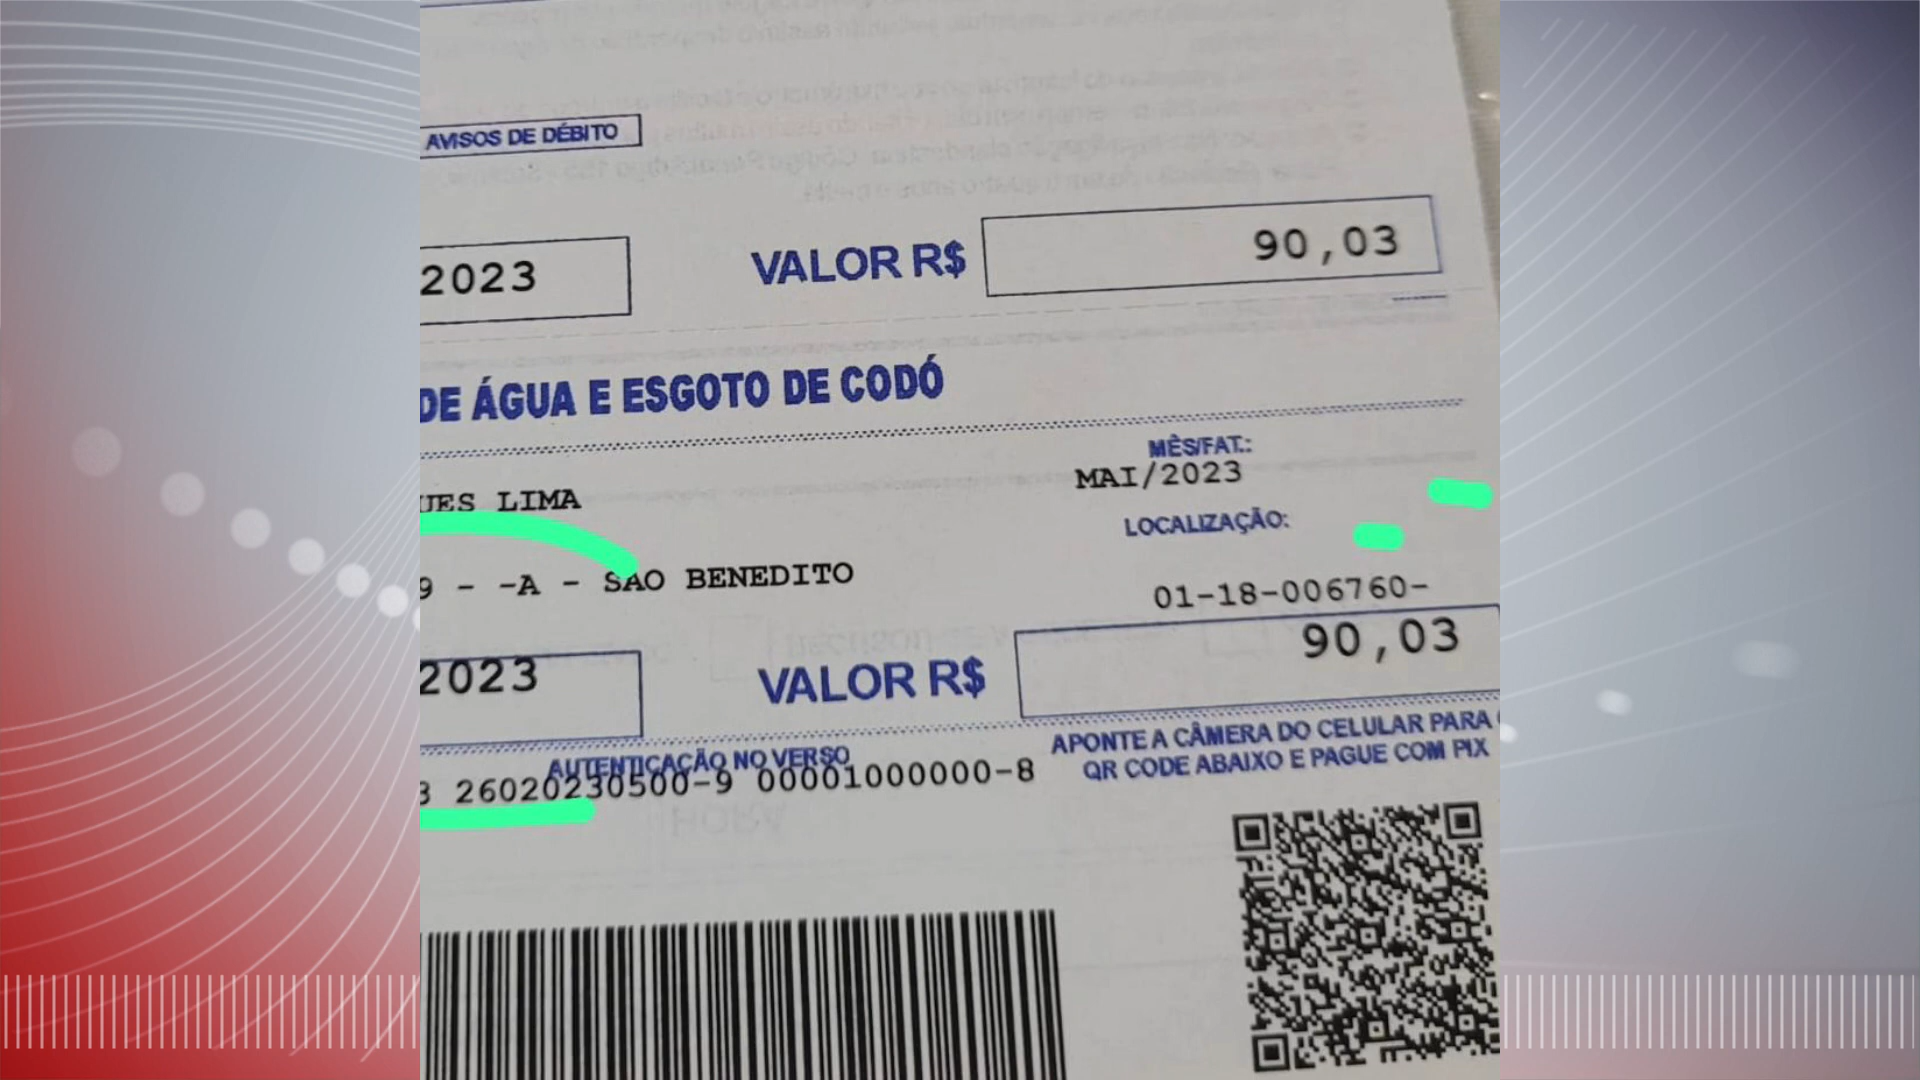 AVISOS DE DÉBITO
2023 VALOR R$ 90,03
DE ÁGUA E ESGOTO DE CODÓ
MÊS/FAT.:
UES LIMA MAI/2023
LOCALIZAÇÃO:
9 - -A - SAO BENEDITO
01-18-006760-
2023 VALOR R$ 90,03
AUTENTICAÇÃO NO VERSO
3 26020230500-9 00001000000-8
APONTE A CÂMERA DO CELULAR PARA
QR CODE ABAIXO E PAGUE COM PIX